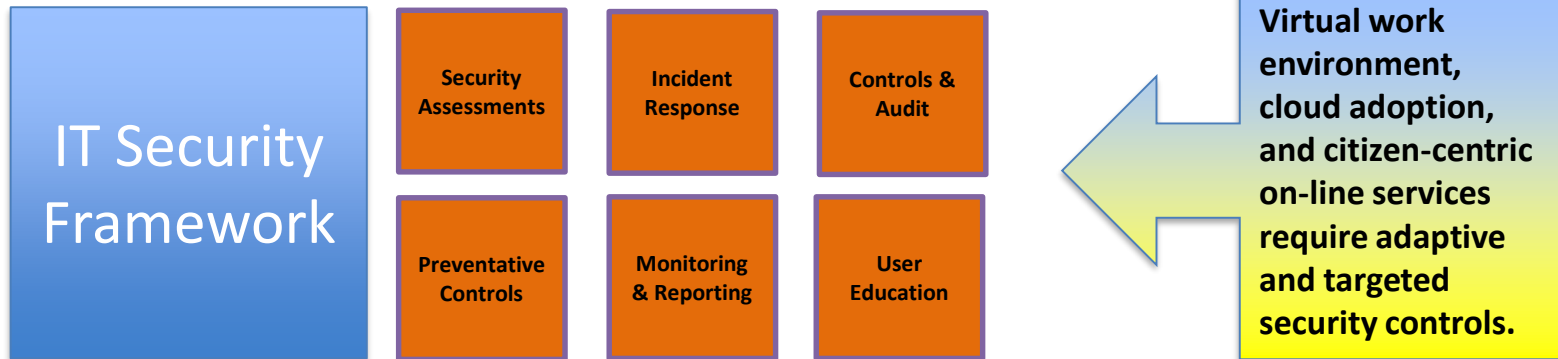 IT Security
Framework
Security
Assessments
Incident
Response
Controls &
Audit
Preventative
Controls
Monitoring
& Reporting
User
Education
Virtual work
environment,
cloud adoption,
and citizen-centric
on-line services
require adaptive
and targeted
security controls.